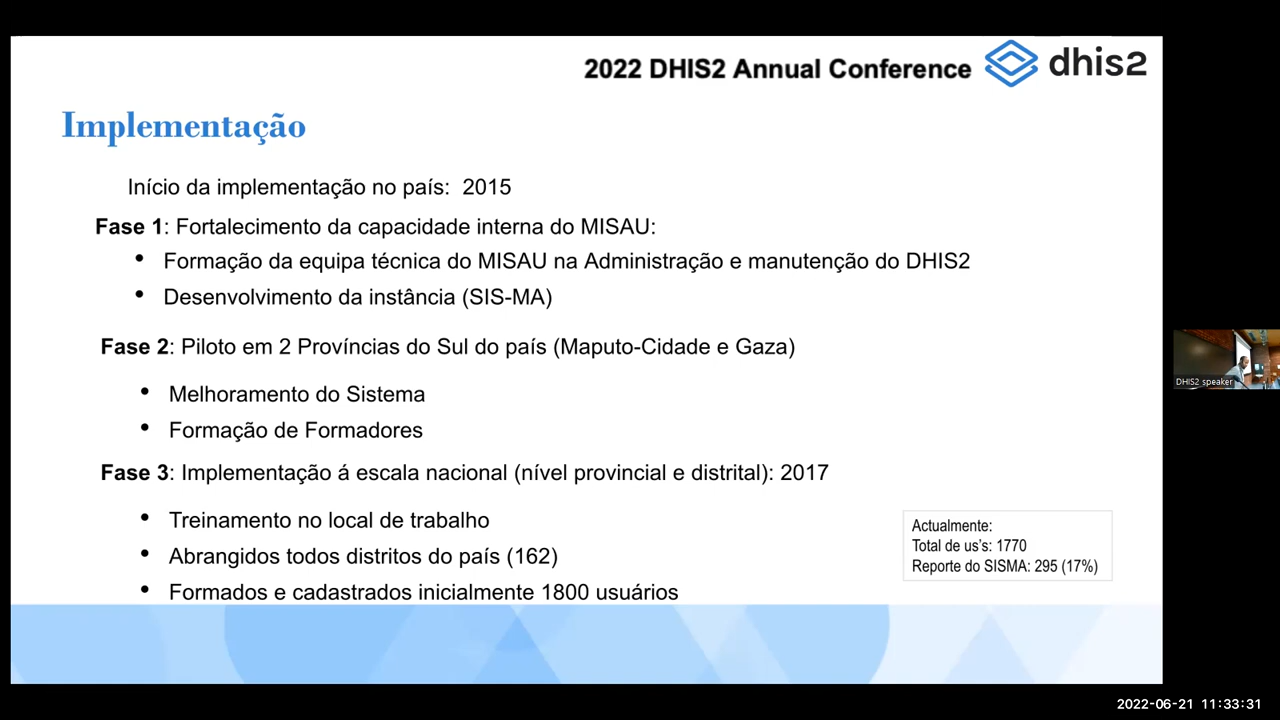 2022 DHIS2 Annual Conference dhis2
Implementação
Início da implementação no país: 2015
Fase 1: Fortalecimento da capacidade interna do MISAU:
• Formação da equipa técnica do MISAU na Administração e manutenção do DHIS2
• Desenvolvimento da instância (SIS-MA)
Fase 2: Piloto em 2 Províncias do Sul do país (Maputo-Cidade e Gaza)
• Melhoramento do Sistema
• Formação de Formadores
Fase 3: Implementação á escala nacional (nível provincial e distrital): 2017
• Treinamento no local de trabalho
• Abrangidos todos distritos do país (162)
• Formados e cadastrados inicialmente 1800 usuários
Actualmente:
Total de us's: 1770
Reporte do SISMA: 295 (17%)
DHIS2 speaker
2022-06-21 11:33:31